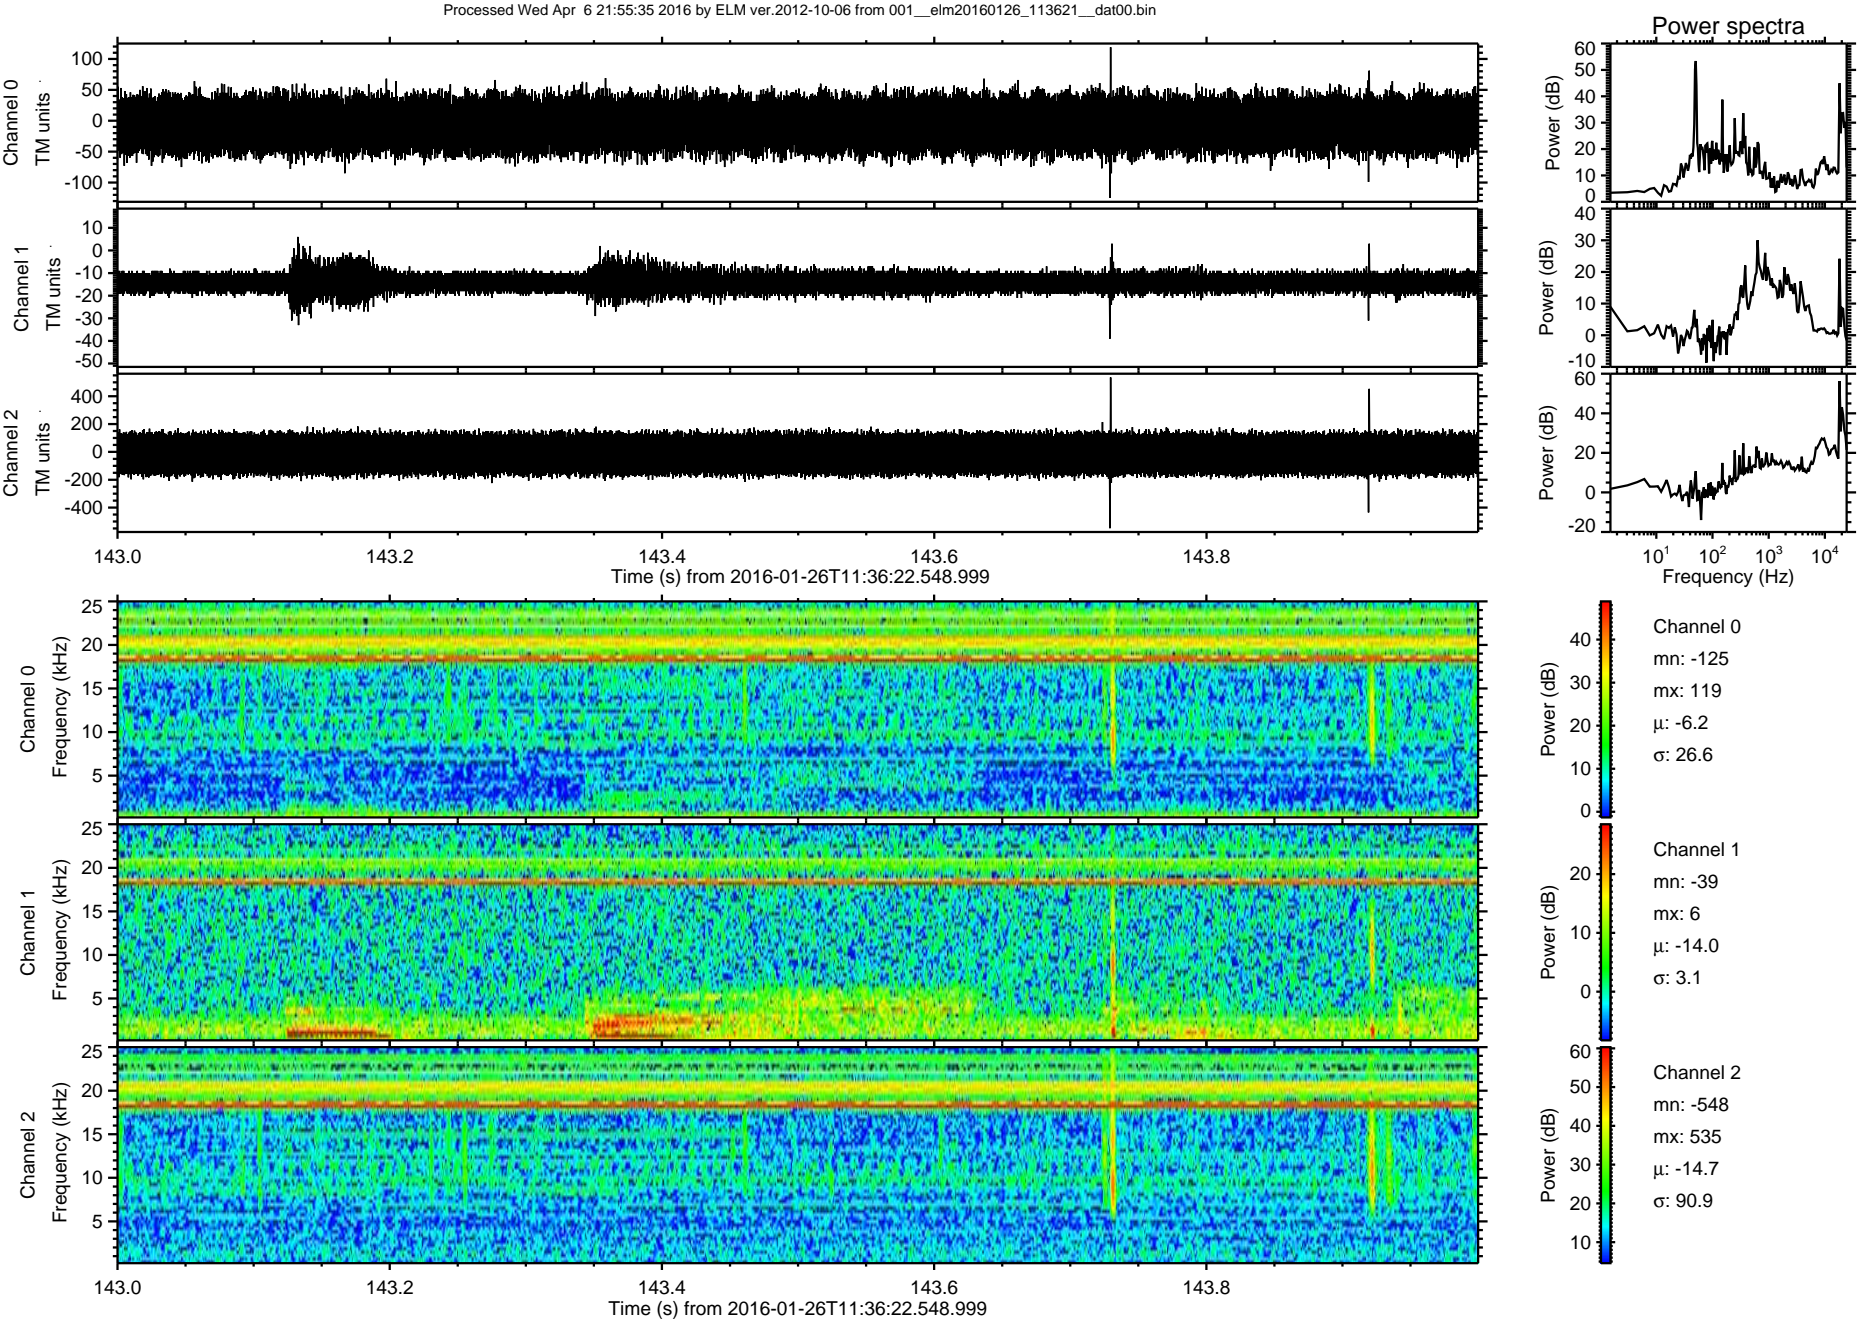 Processed Wed Apr 6 21:55:35 2016 by ELM ver.2012-10-06 from 001__elm20160126_113621__dat00.bin
Power spectra
Channel 0
TM units
100
50
0
-50
-100
Power (dB)
60
50
40
30
20
10
0
Channel 1
TM units
10
0
-10
-20
-30
-40
-50
Power (dB)
40
30
20
10
0
-10
Channel 2
TM units
400
200
0
-200
-400
Power (dB)
60
40
20
0
-20
143.0 143.2 143.4 143.6 143.8
Time (s) from 2016-01-26T11:36:22.548.999
10¹ 10² 10³ 10⁴
Frequency (Hz)
Channel 0
Frequency (kHz)
25
20
15
10
5
Power (dB)
40
30
20
10
0
Channel 0
mn: -125
mx: 119
µ: -6.2
σ: 26.6
Channel 1
Frequency (kHz)
25
20
15
10
5
Power (dB)
20
10
0
Channel 1
mn: -39
mx: 6
µ: -14.0
σ: 3.1
Channel 2
Frequency (kHz)
25
20
15
10
5
Power (dB)
60
50
40
30
20
10
Channel 2
mn: -548
mx: 535
µ: -14.7
σ: 90.9
143.0 143.2 143.4 143.6 143.8
Time (s) from 2016-01-26T11:36:22.548.999